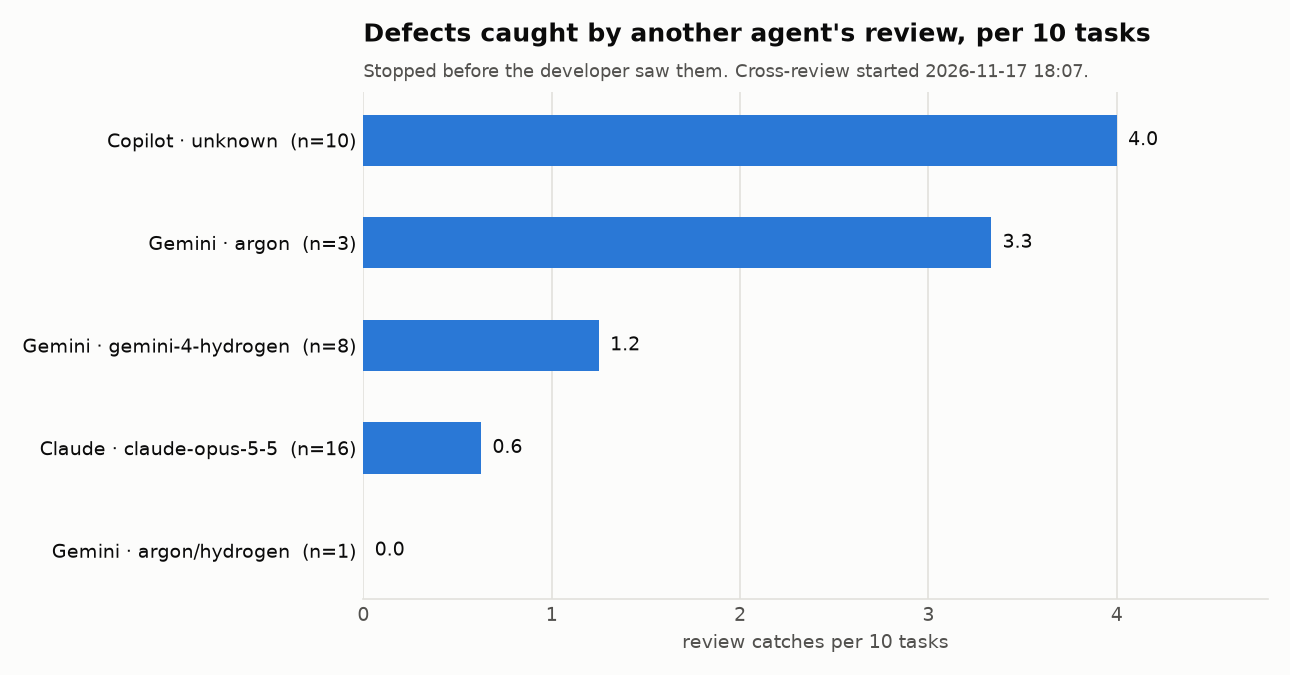 Defects caught by another agent's review, per 10 tasks
Stopped before the developer saw them. Cross-review started 2026-11-17 18:07.
Copilot · unknown (n=10) 4.0
Gemini · argon (n=3) 3.3
Gemini · gemini-4-hydrogen (n=8) 1.2
Claude · claude-opus-5-5 (n=16) 0.6
Gemini · argon/hydrogen (n=1) 0.0
0 1 2 3 4
review catches per 10 tasks